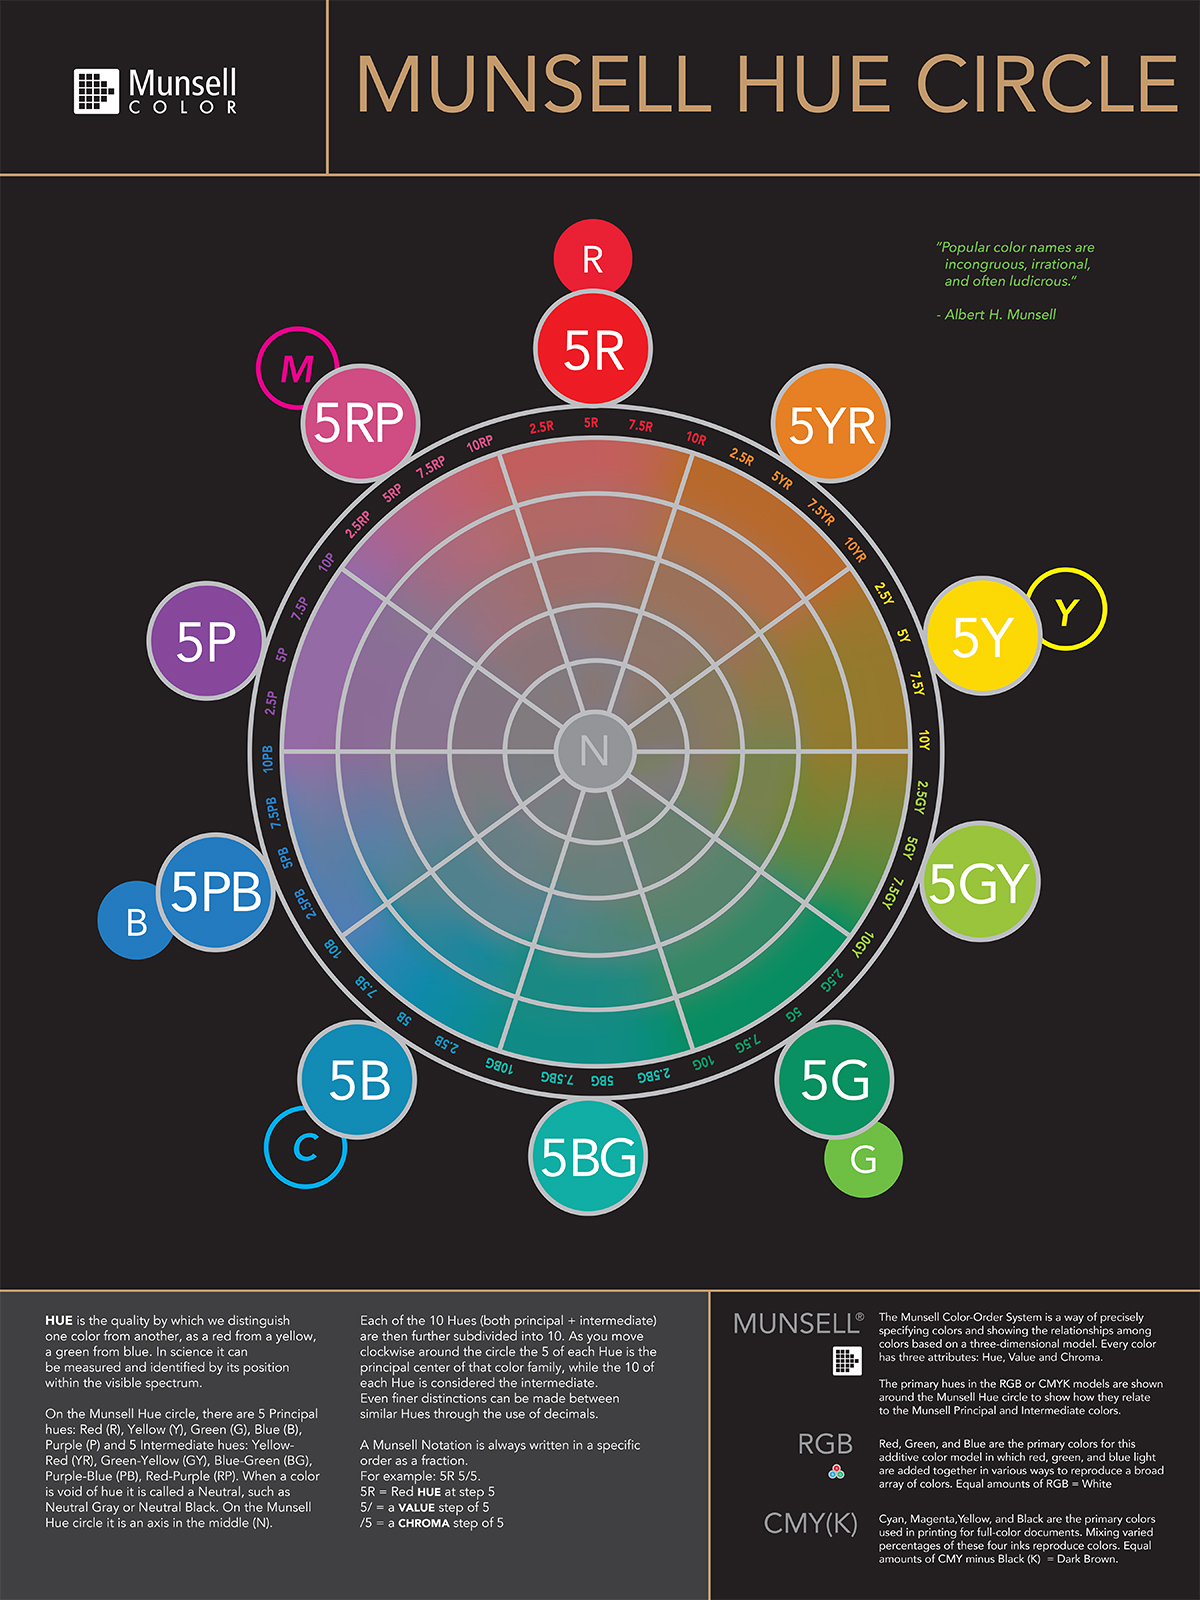 Munsell
COLOR
MUNSELL HUE CIRCLE
"Popular color names are
incongruous, irrational,
and often ludicrous."
- Albert H. Munsell
R
5R
M
5RP
5YR
5P
5Y
Y
5PB
B
5GY
5B
C
5BG
5G
G
N
2.5R
5R
7.5R
10R
2.5R
5YR
7.5YR
10YR
2.5Y
5Y
7.5Y
10Y
2.5GY
5GY
7.5GY
10GY
2.5G
5G
7.5G
10G
2.5BG
5BG
7.5BG
10BG
2.5B
5B
7.5B
10B
2.5PB
5PB
7.5PB
10PB
2.5P
5P
7.5P
10P
2.5RP
5RP
7.5RP
10RP
HUE is the quality by which we distinguish
one color from another, as a red from a yellow,
a green from blue. In science it can
be measured and identified by its position
within the visible spectrum.
On the Munsell Hue circle, there are 5 Principal
hues: Red (R), Yellow (Y), Green (G), Blue (B),
Purple (P) and 5 Intermediate hues: Yellow-
Red (YR), Green-Yellow (GY), Blue-Green (BG),
Purple-Blue (PB), Red-Purple (RP). When a color
is void of hue it is called a Neutral, such as
Neutral Gray or Neutral Black. On the Munsell
Hue circle it is an axis in the middle (N).
Each of the 10 Hues (both principal + intermediate)
are then further subdivided into 10. As you move
clockwise around the circle the 5 of each Hue is the
principal center of that color family, while the 10 of
each Hue is considered the intermediate.
Even finer distinctions can be made between
similar Hues through the use of decimals.
A Munsell Notation is always written in a specific
order as a fraction.
For example: 5R 5/5.
5R = Red HUE at step 5
5/ = a VALUE step of 5
/5 = a CHROMA step of 5
MUNSELL®
The Munsell Color-Order System is a way of precisely
specifying colors and showing the relationships among
colors based on a three-dimensional model. Every color
has three attributes: Hue, Value and Chroma.
The primary hues in the RGB or CMYK models are shown
around the Munsell Hue circle to show how they relate
to the Munsell Principal and Intermediate colors.
RGB
Red, Green, and Blue are the primary colors for this
additive color model in which red, green, and blue light
are added together in various ways to reproduce a broad
array of colors. Equal amounts of RGB = White
CMY(K)
Cyan, Magenta,Yellow, and Black are the primary colors
used in printing for full-color documents. Mixing varied
percentages of these four inks reproduce colors. Equal
amounts of CMY minus Black (K) = Dark Brown.